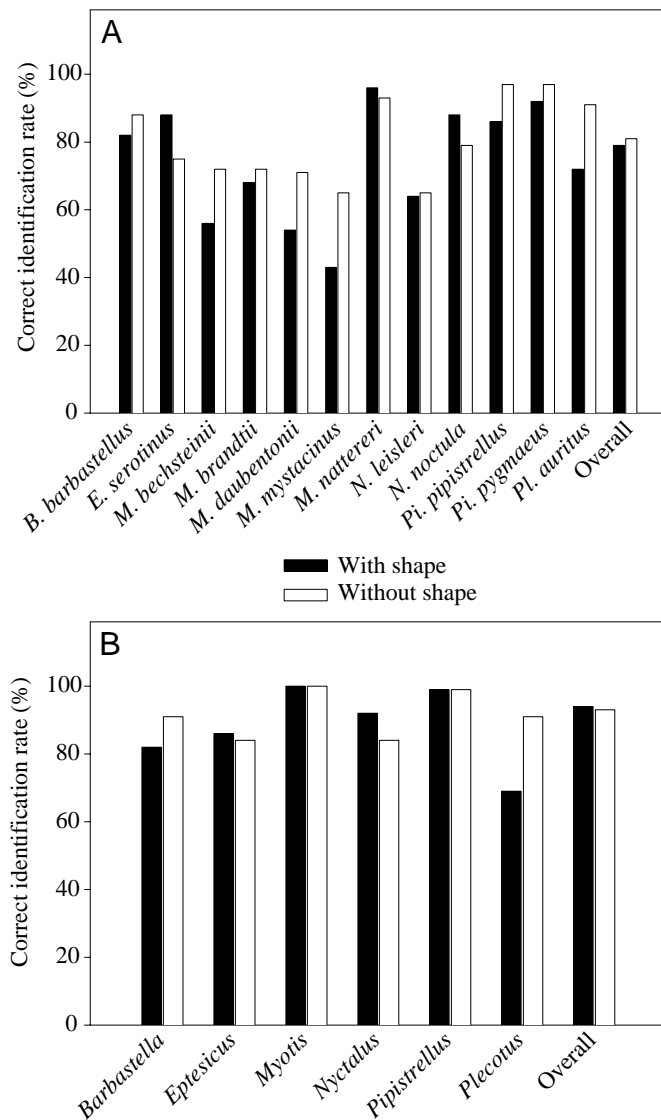 A
Correct identification rate (%)
100
80
60
40
20
0
B. barbastellus
E. serotinus
M. bechsteinii
M. brandtii
M. daubentonii
M. mystacinus
M. nattereri
N. leisleri
N. noctula
Pi. pipistrellus
Pi. pygmaeus
Pl. auritus
Overall
With shape
Without shape
B
Correct identification rate (%)
100
80
60
40
20
0
Barbastella
Eptesicus
Myotis
Nyctalus
Pipistrellus
Plecotus
Overall